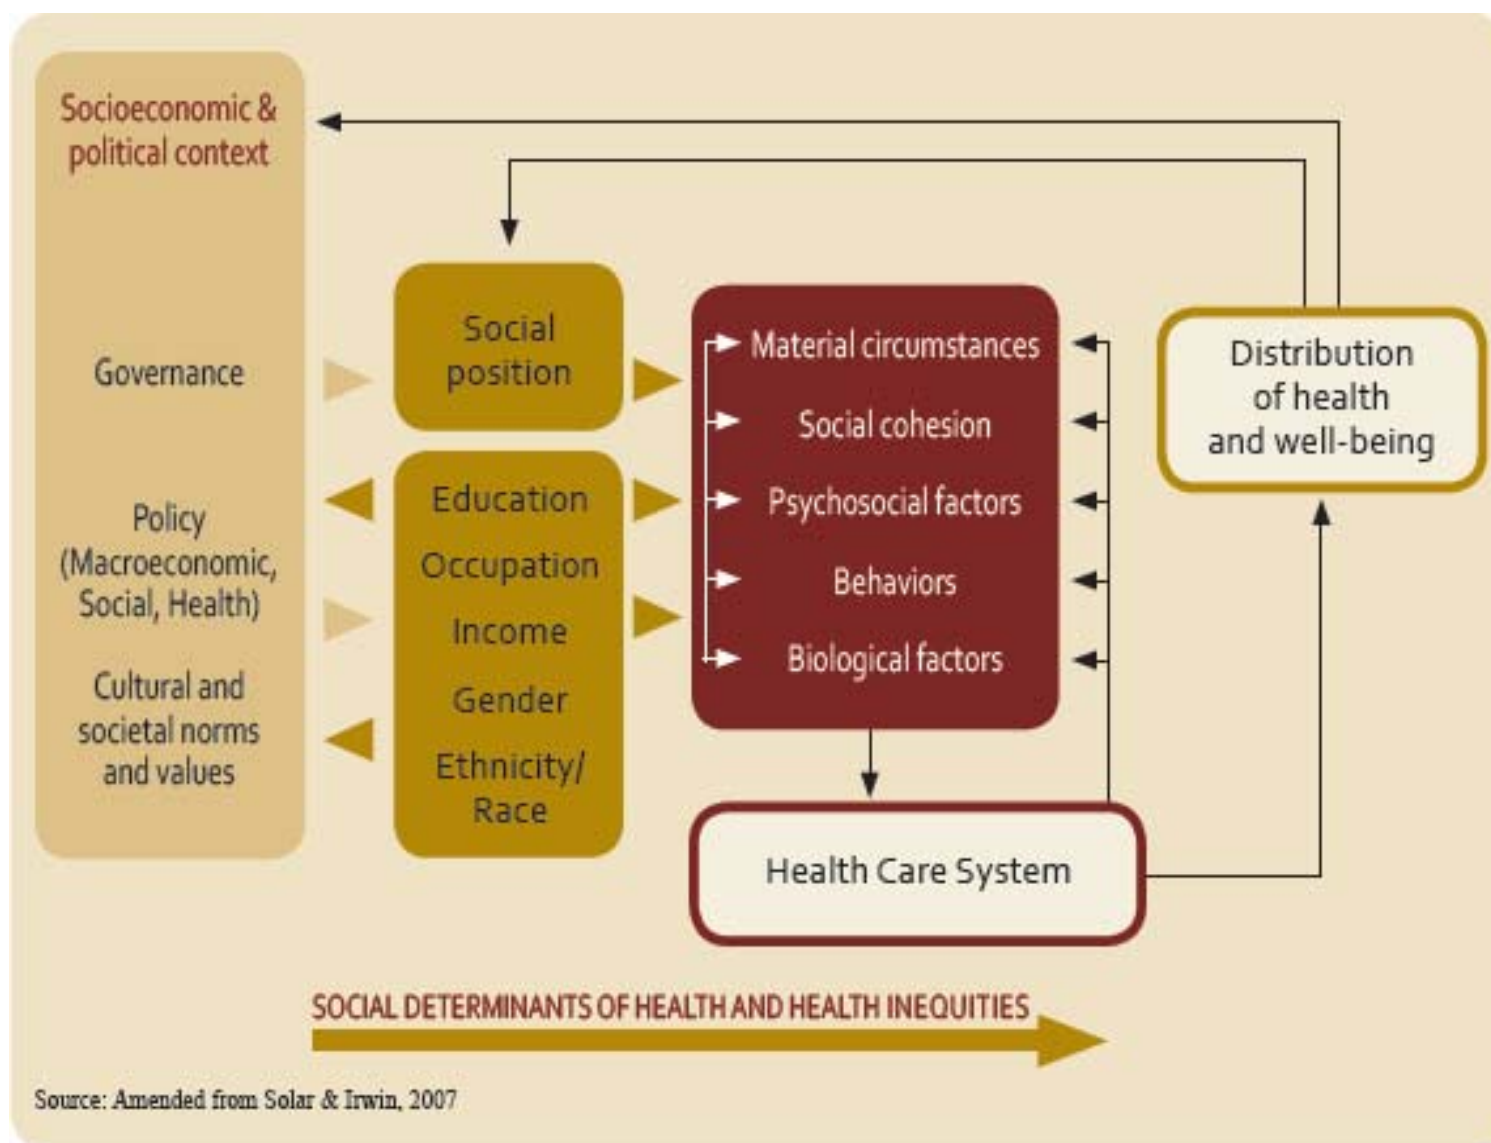 Socioeconomic &
political context
Governance
Policy
(Macroeconomic,
Social, Health)
Cultural and
societal norms
and values
Social
position
Education
Occupation
Income
Gender
Ethnicity/
Race
Material circumstances
Social cohesion
Psychosocial factors
Behaviors
Biological factors
Distribution
of health
and well-being
Health Care System
SOCIAL DETERMINANTS OF HEALTH AND HEALTH INEQUITIES
Source: Amended from Solar & Irwin, 2007